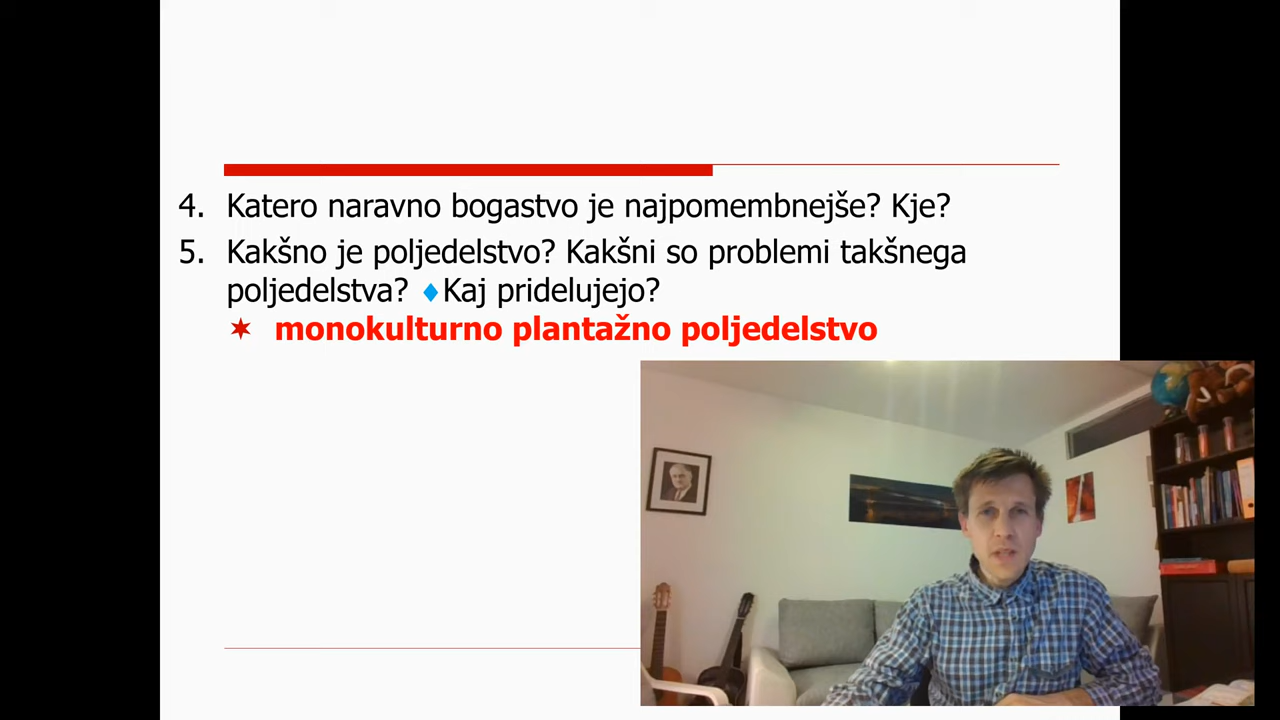 4. Katero naravno bogastvo je najpomembnejše? Kje?
5. Kakšno je poljedelstvo? Kakšni so problemi takšnega
poljedelstva? ♦Kaj pridelujejo?
✶ monokulturno plantažno poljedelstvo